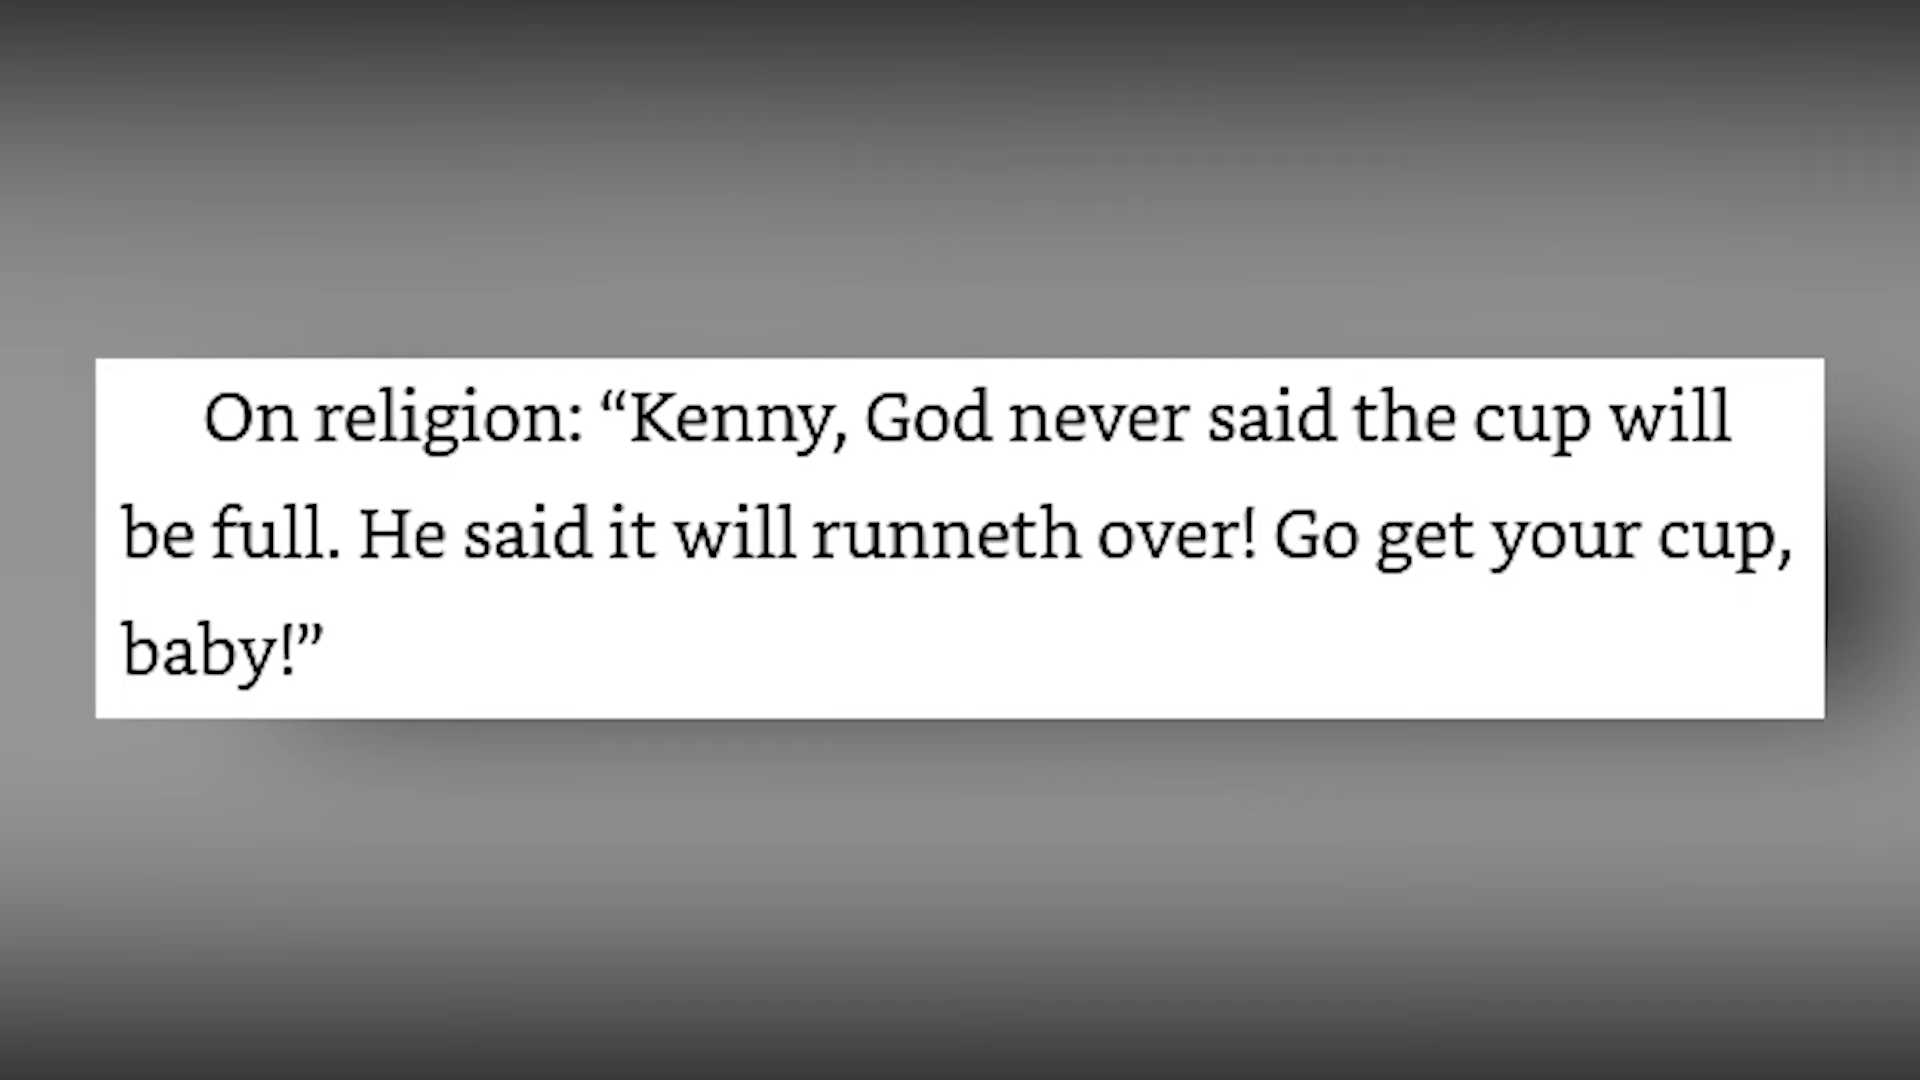 On religion: “Kenny, God never said the cup will
be full. He said it will runneth over! Go get your cup,
baby!”